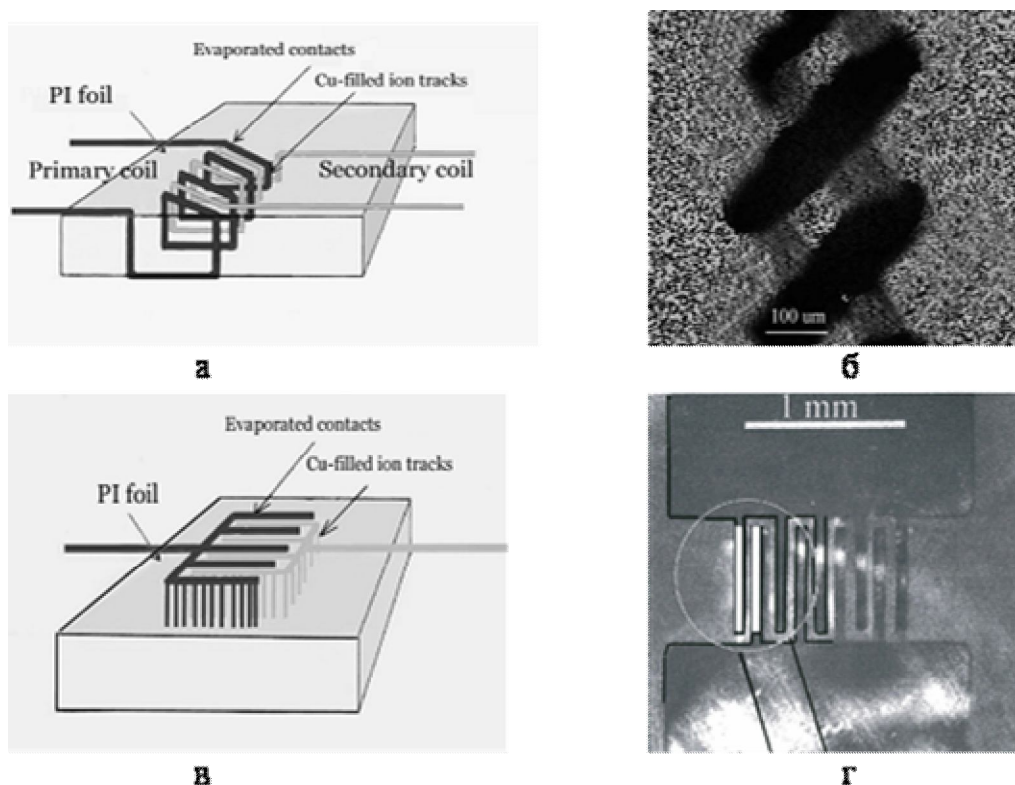 Evaporated contacts
Cu-filled ion tracks
PI foil
Primary coil
Secondary coil
а
100 um
б
Evaporated contacts
Cu-filled ion tracks
PI foil
в
1 mm
г